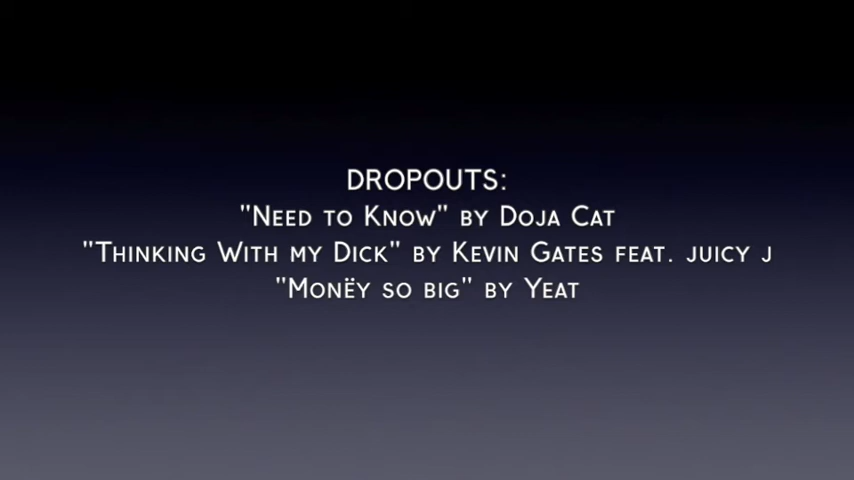 DROPOUTS:
"Need to Know" by Doja Cat
"Thinking With my Dick" by Kevin Gates feat. juicy j
"Monëy so big" by Yeat